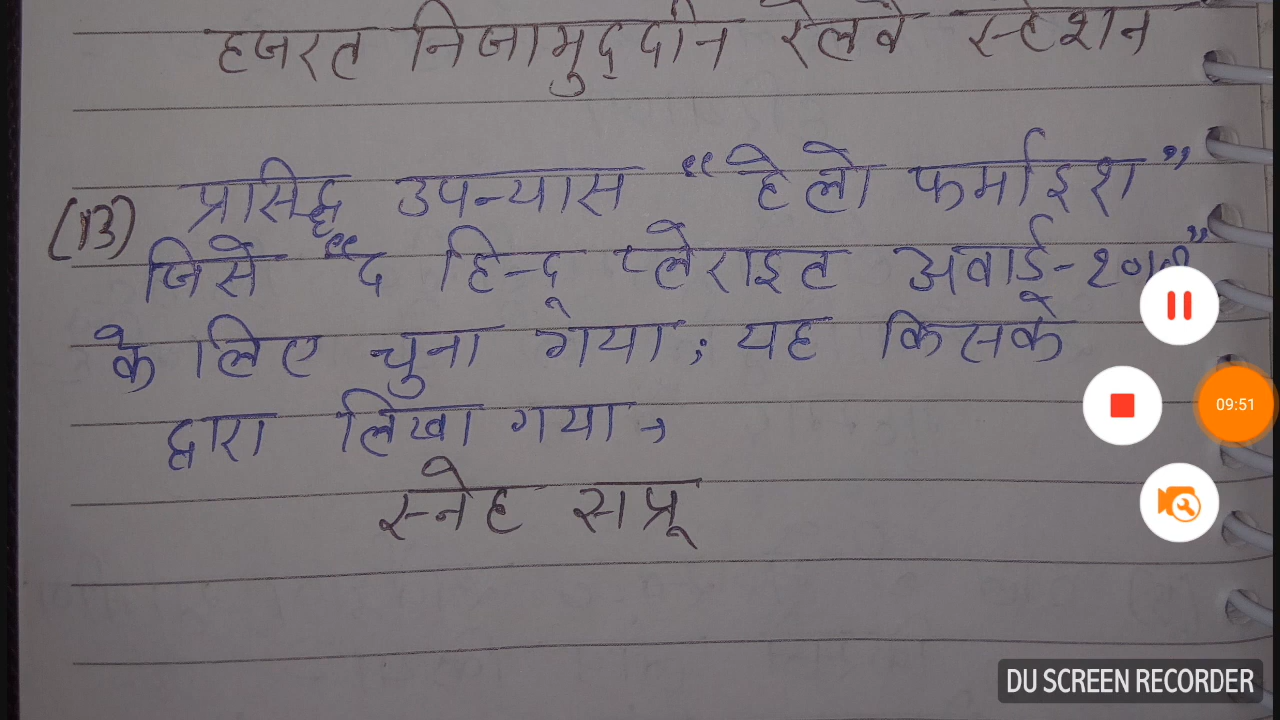 हजरत निजामुद्दीन रेलवे स्टेशन
(13) प्रसिद्ध उपन्यास “हेलो फर्माइश”
जिसे “द हिन्दू प्लेराइट अवार्ड-
के लिए चुना गया; यह किसके
द्वारा लिखा गया →
स्नेह सप्रू
09:51
DU SCREEN RECORDER